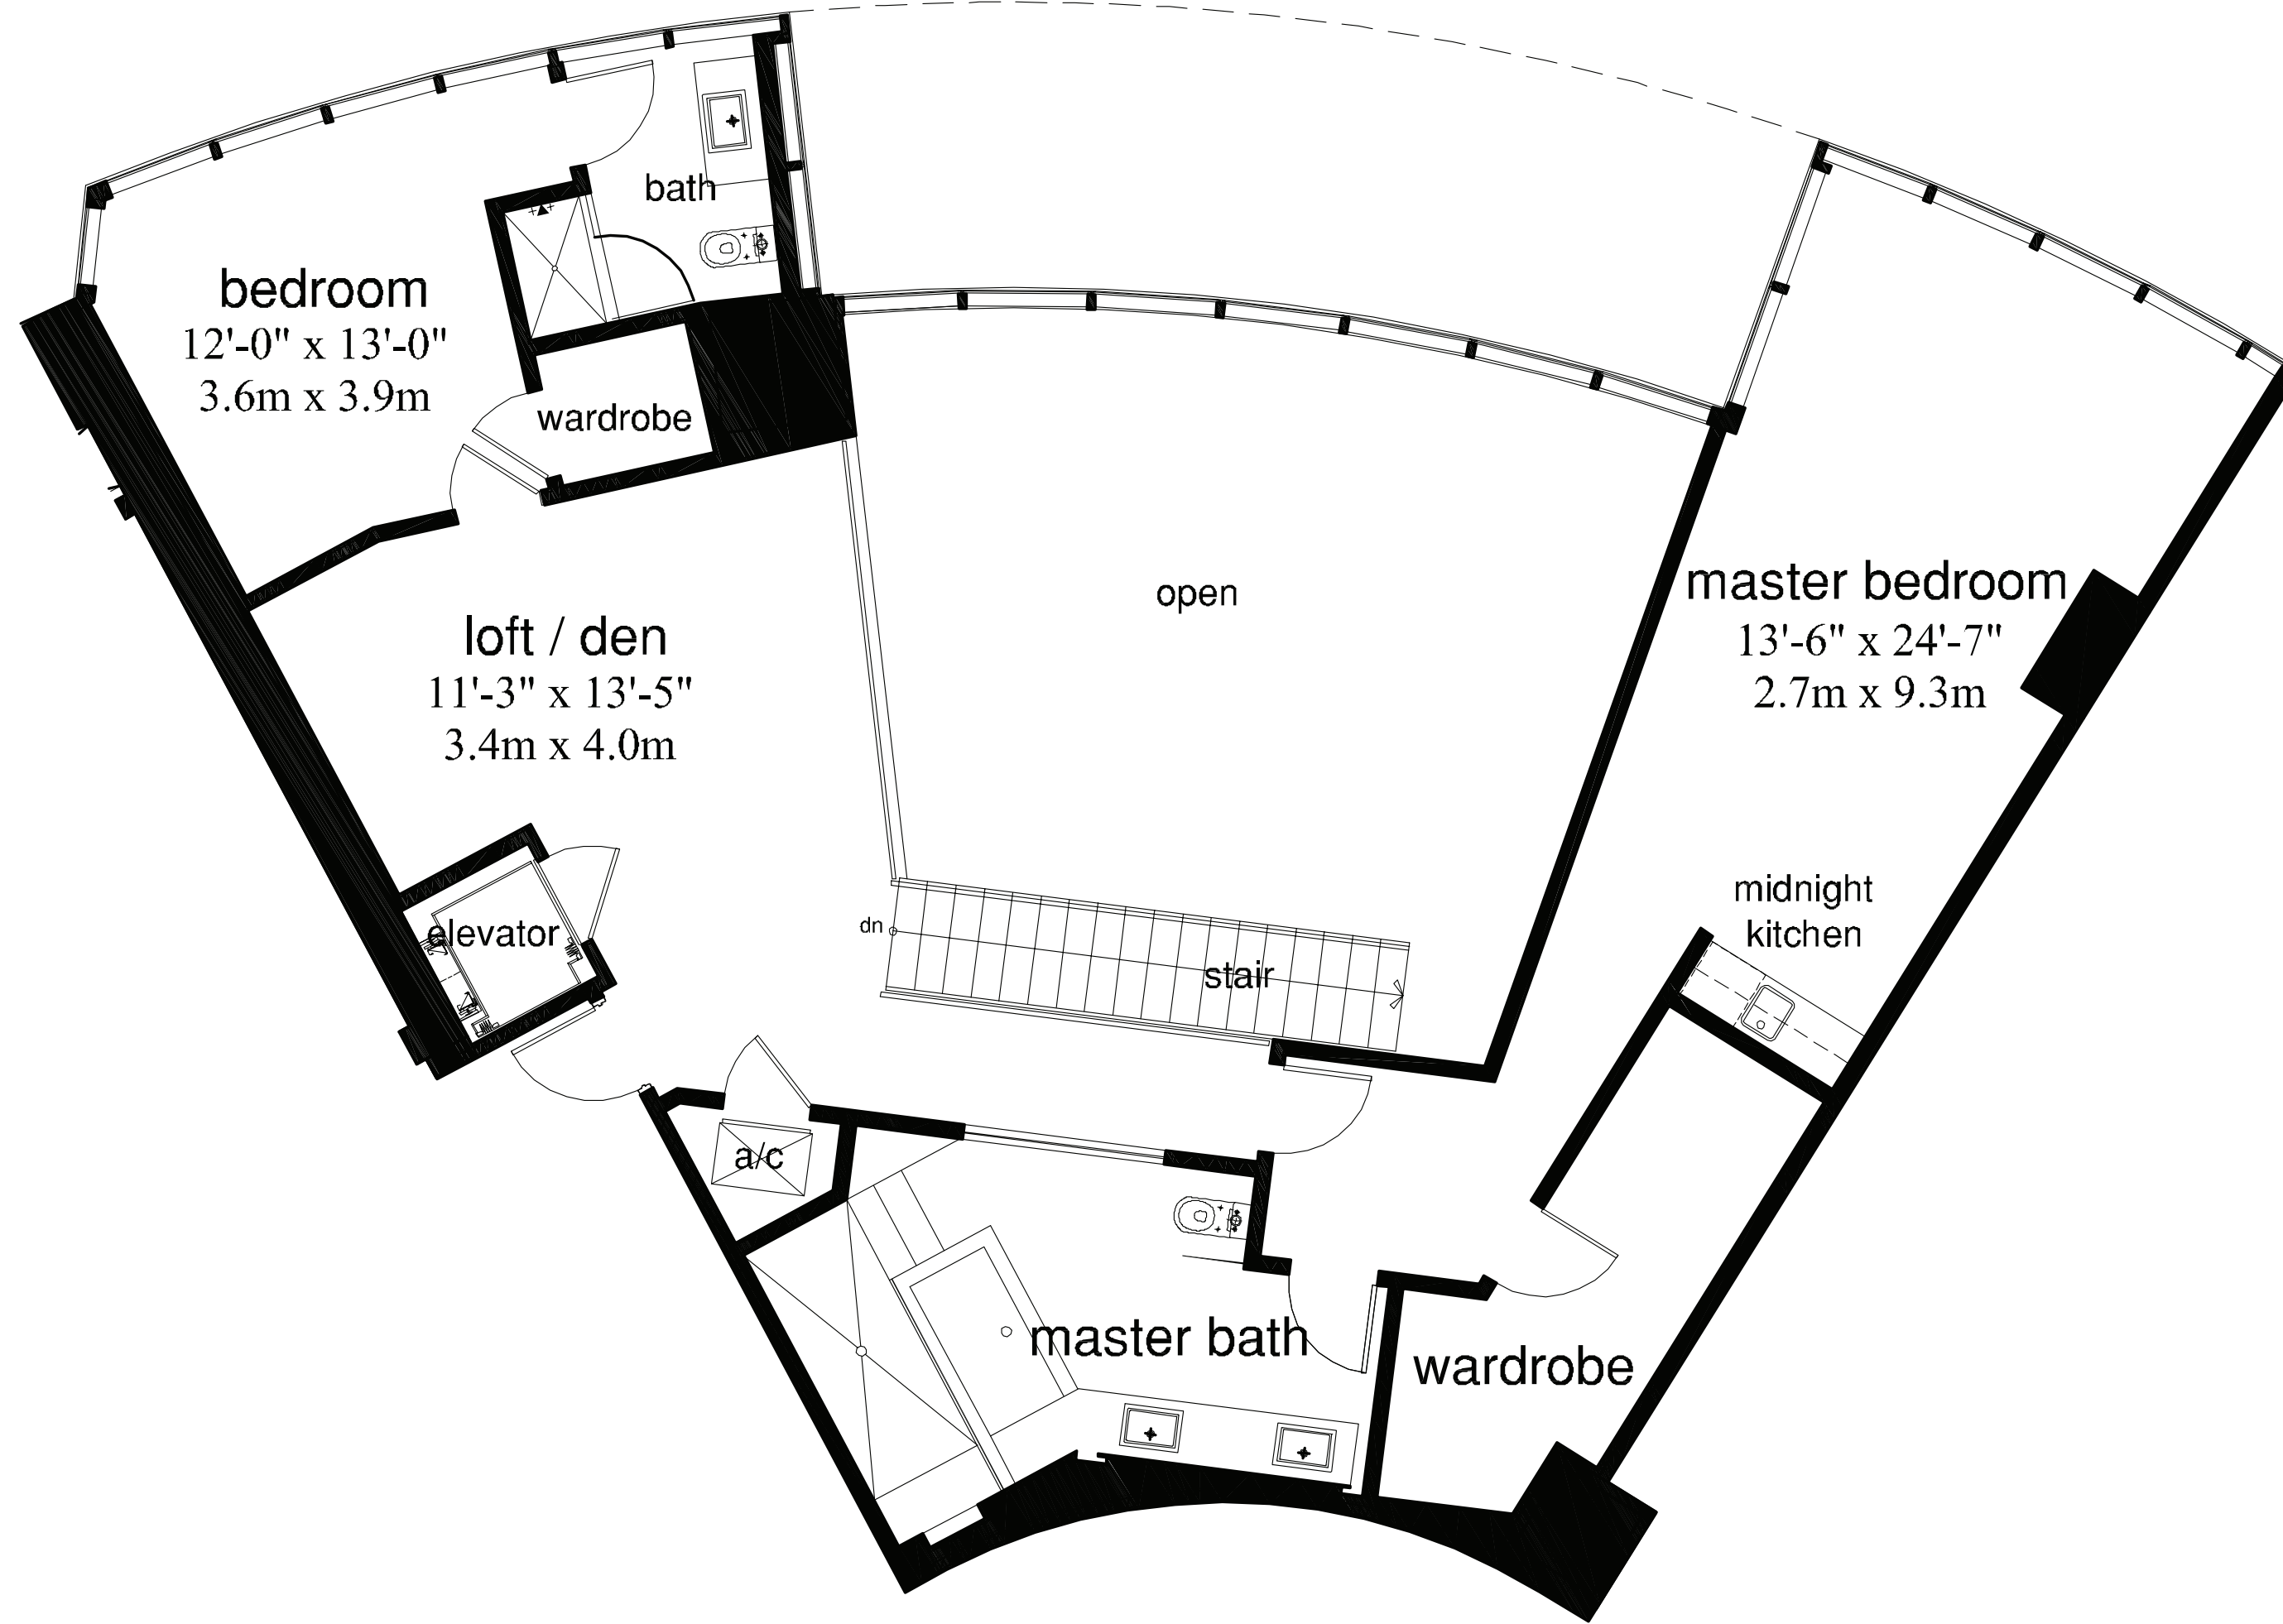 bath
bedroom
12'-0" x 13'-0"
3.6m x 3.9m
wardrobe
open
master bedroom
13'-6" x 24'-7"
2.7m x 9.3m
loft / den
11'-3" x 13'-5"
3.4m x 4.0m
midnight
kitchen
elevator
dn
stair
a/c
master bath
wardrobe